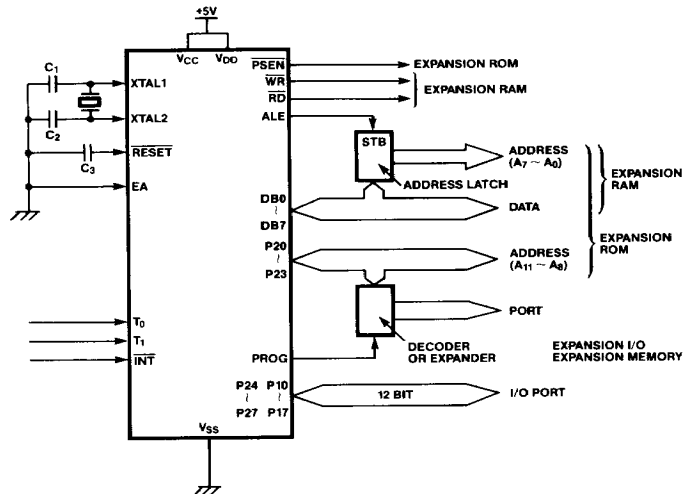 +5V
VCC VDD
C1
XTAL1
XTAL2
C2
RESET
C3
EA
T0
T1
INT
VSS
PSEN
WR
RD
ALE
EXPANSION ROM
EXPANSION RAM
STB
ADDRESS LATCH
ADDRESS
(A7 ~ A0)
DATA
EXPANSION
RAM
DB0
~
DB7
P20
~
P23
ADDRESS
(A11 ~ A8)
EXPANSION
ROM
PORT
DECODER
OR EXPANDER
PROG
EXPANSION I/O
EXPANSION MEMORY
P24 P10
~ ~
P27 P17
12 BIT
I/O PORT